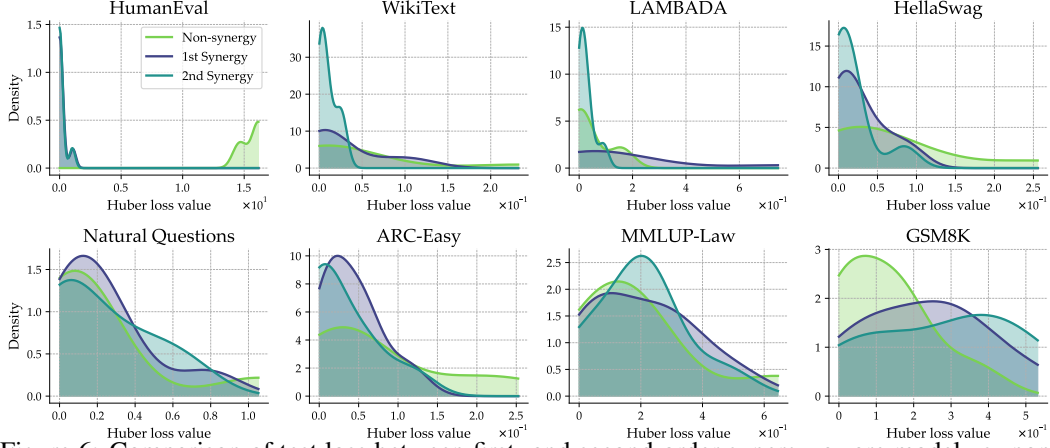 HumanEval
1.5
1.0
0.5
0.0
Density
Non-synergy
1st Synergy
2nd Synergy
0.0 0.5 1.0 1.5
Huber loss value ×10¹
WikiText
30
20
10
0
0.0 0.5 1.0 1.5 2.0
Huber loss value ×10⁻¹
LAMBADA
15
10
5
0
0 2 4 6
Huber loss value ×10⁻¹
HellaSwag
15
10
5
0
0.0 0.5 1.0 1.5 2.0 2.5
Huber loss value ×10⁻¹
Natural Questions
1.5
1.0
0.5
0.0
Density
0.0 0.2 0.4 0.6 0.8 1.0
Huber loss value
ARC-Easy
10
8
6
4
2
0
0.0 0.5 1.0 1.5 2.0 2.5
Huber loss value ×10⁻¹
MMLUP-Law
2.5
2.0
1.5
1.0
0.5
0.0
0 2 4 6
Huber loss value ×10⁻¹
GSM8K
3
2
1
0
0 1 2 3 4 5
Huber loss value ×10⁻¹